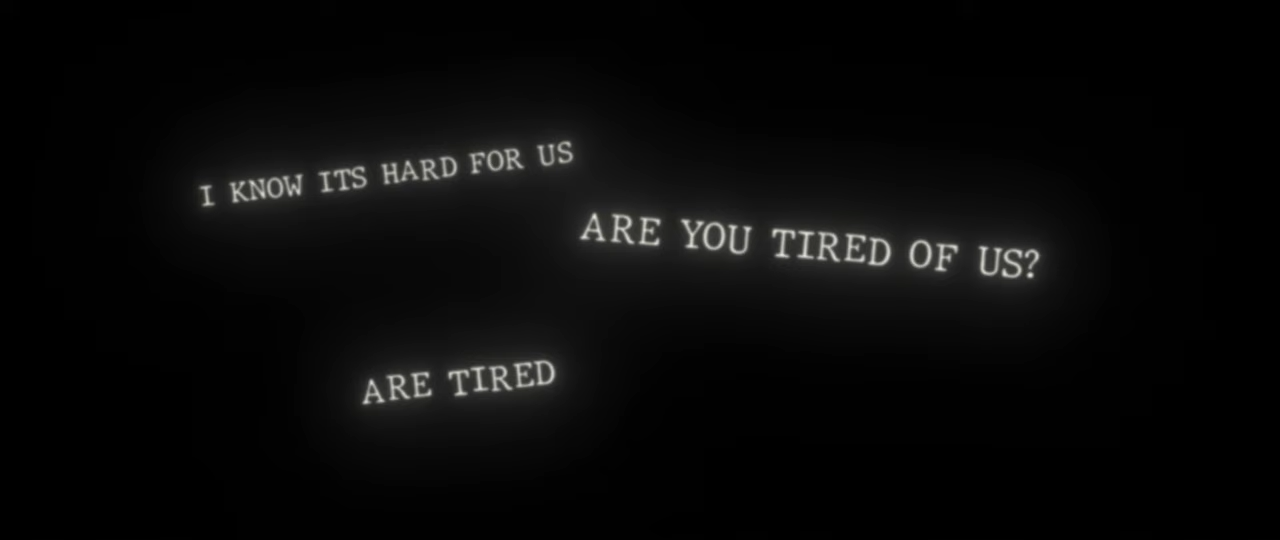 I KNOW ITS HARD FOR US
ARE YOU TIRED OF US?
ARE TIRED